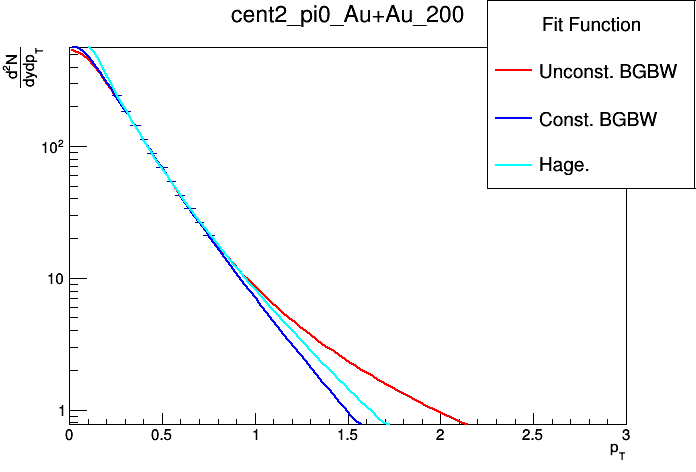 cent2_pi0_Au+Au_200
Fit Function
Unconst. BGBW
Const. BGBW
Hage.
d²N
dydp_T
10²
10
1
0 0.5 1 1.5 2 2.5 3
p_T